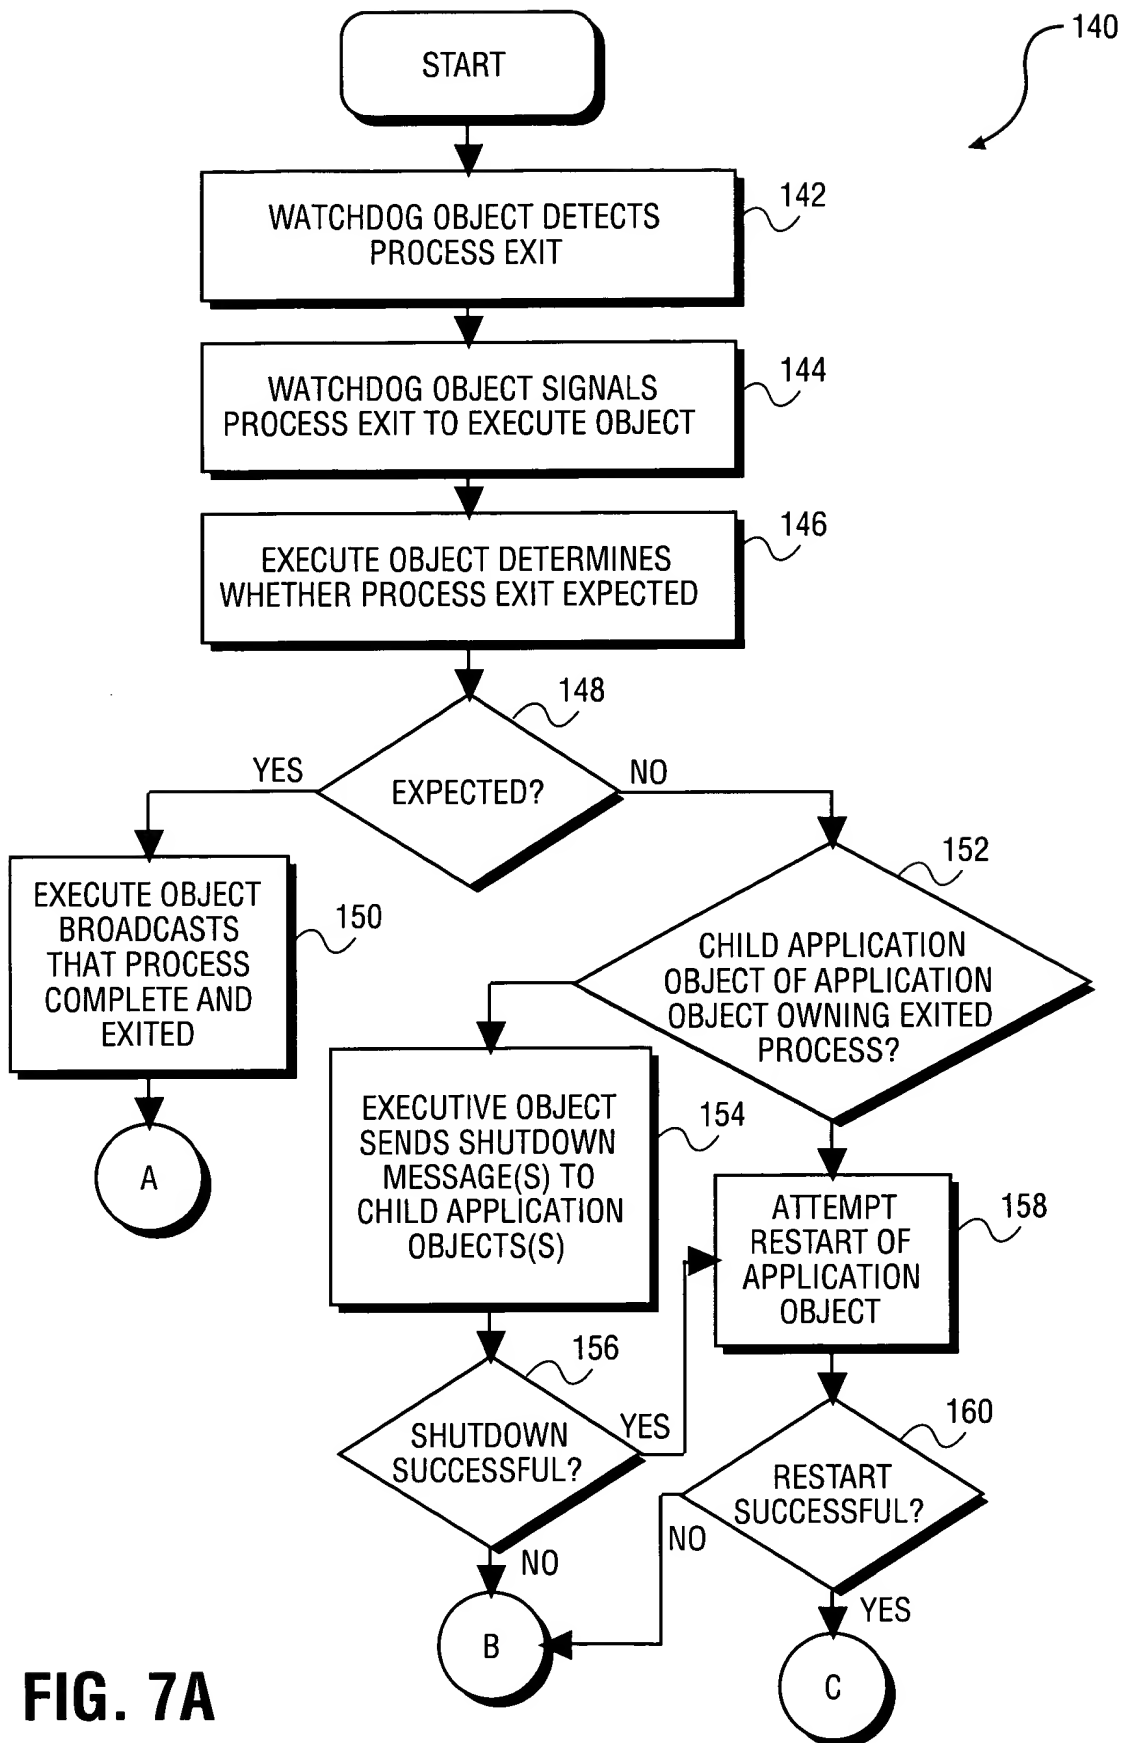 140
START
142
WATCHDOG OBJECT DETECTS
PROCESS EXIT
144
WATCHDOG OBJECT SIGNALS
PROCESS EXIT TO EXECUTE OBJECT
146
EXECUTE OBJECT DETERMINES
WHETHER PROCESS EXIT EXPECTED
148
YES
EXPECTED?
NO
EXECUTE OBJECT
BROADCASTS
THAT PROCESS
COMPLETE AND
EXITED
150
152
CHILD APPLICATION
OBJECT OF APPLICATION
OBJECT OWNING EXITED
PROCESS?
A
EXECUTIVE OBJECT
SENDS SHUTDOWN
MESSAGE(S) TO
CHILD APPLICATION
OBJECTS(S)
154
ATTEMPT
RESTART OF
APPLICATION
OBJECT
158
156
SHUTDOWN
SUCCESSFUL?
YES
NO
160
RESTART
SUCCESSFUL?
NO
YES
B
C
FIG. 7A